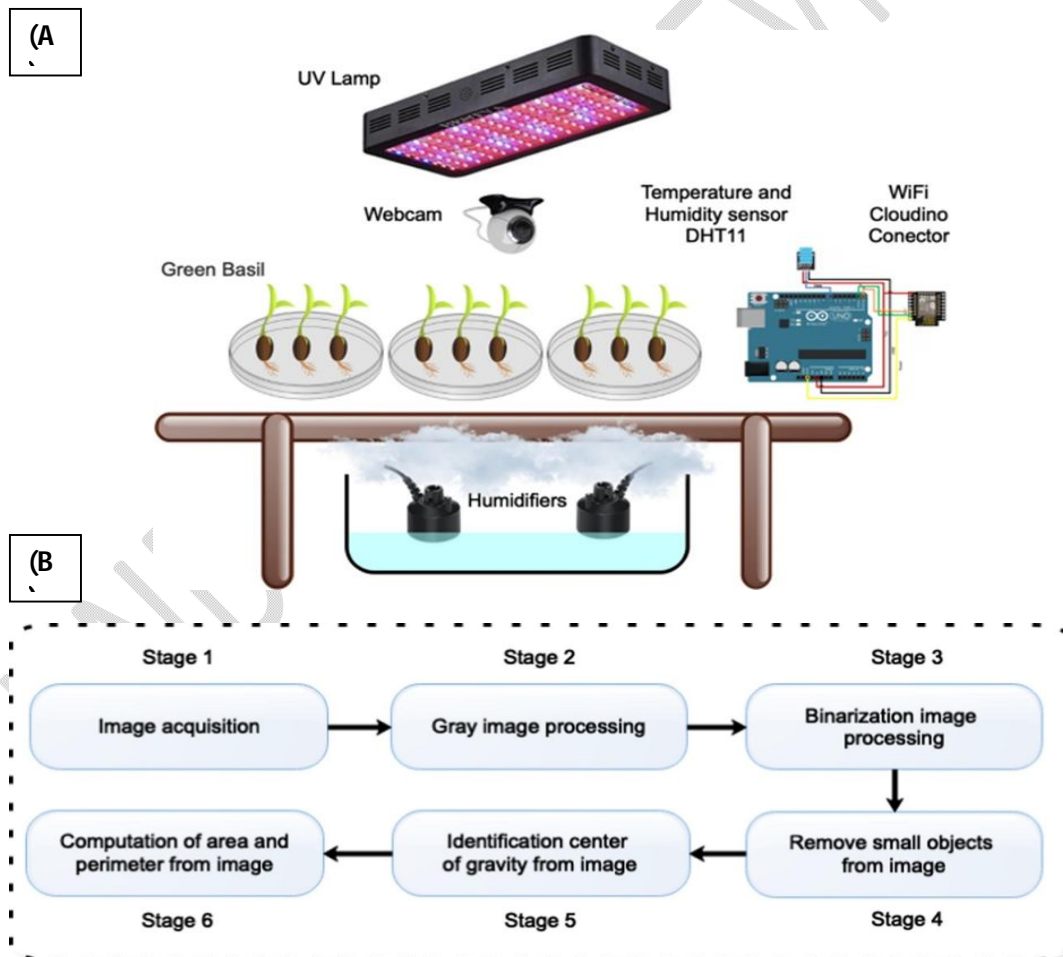 (A
UV Lamp
Webcam
Temperature and
Humidity sensor
DHT11
WiFi
Cloudino
Conector
Green Basil
UNO
Humidifiers
(B
Stage 1
Stage 2
Stage 3
Image acquisition
Gray image processing
Binarization image
processing
Computation of area and
perimeter from image
Identification center
of gravity from image
Remove small objects
from image
Stage 6
Stage 5
Stage 4